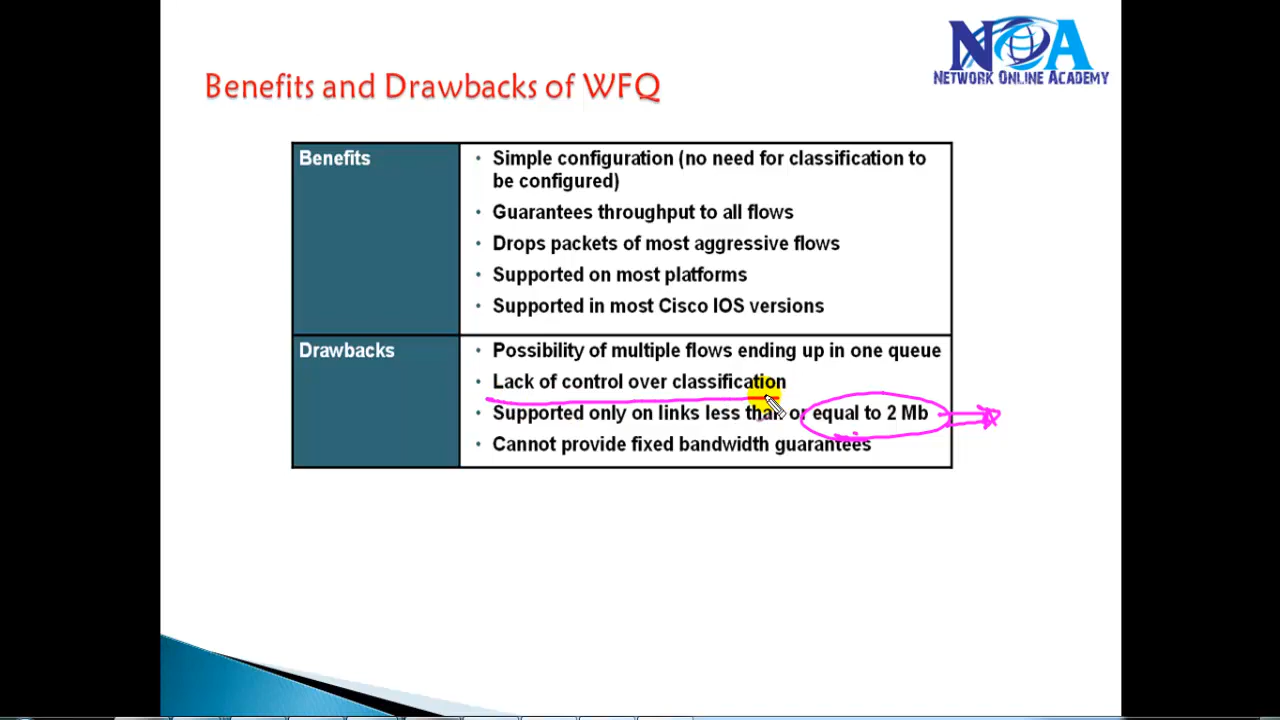 NOA
NETWORK ONLINE ACADEMY
Benefits and Drawbacks of WFQ
Benefits
• Simple configuration (no need for classification to
be configured)
• Guarantees throughput to all flows
• Drops packets of most aggressive flows
• Supported on most platforms
• Supported in most Cisco IOS versions
Drawbacks
• Possibility of multiple flows ending up in one queue
• Lack of control over classification
• Supported only on links less than or equal to 2 Mb
• Cannot provide fixed bandwidth guarantees